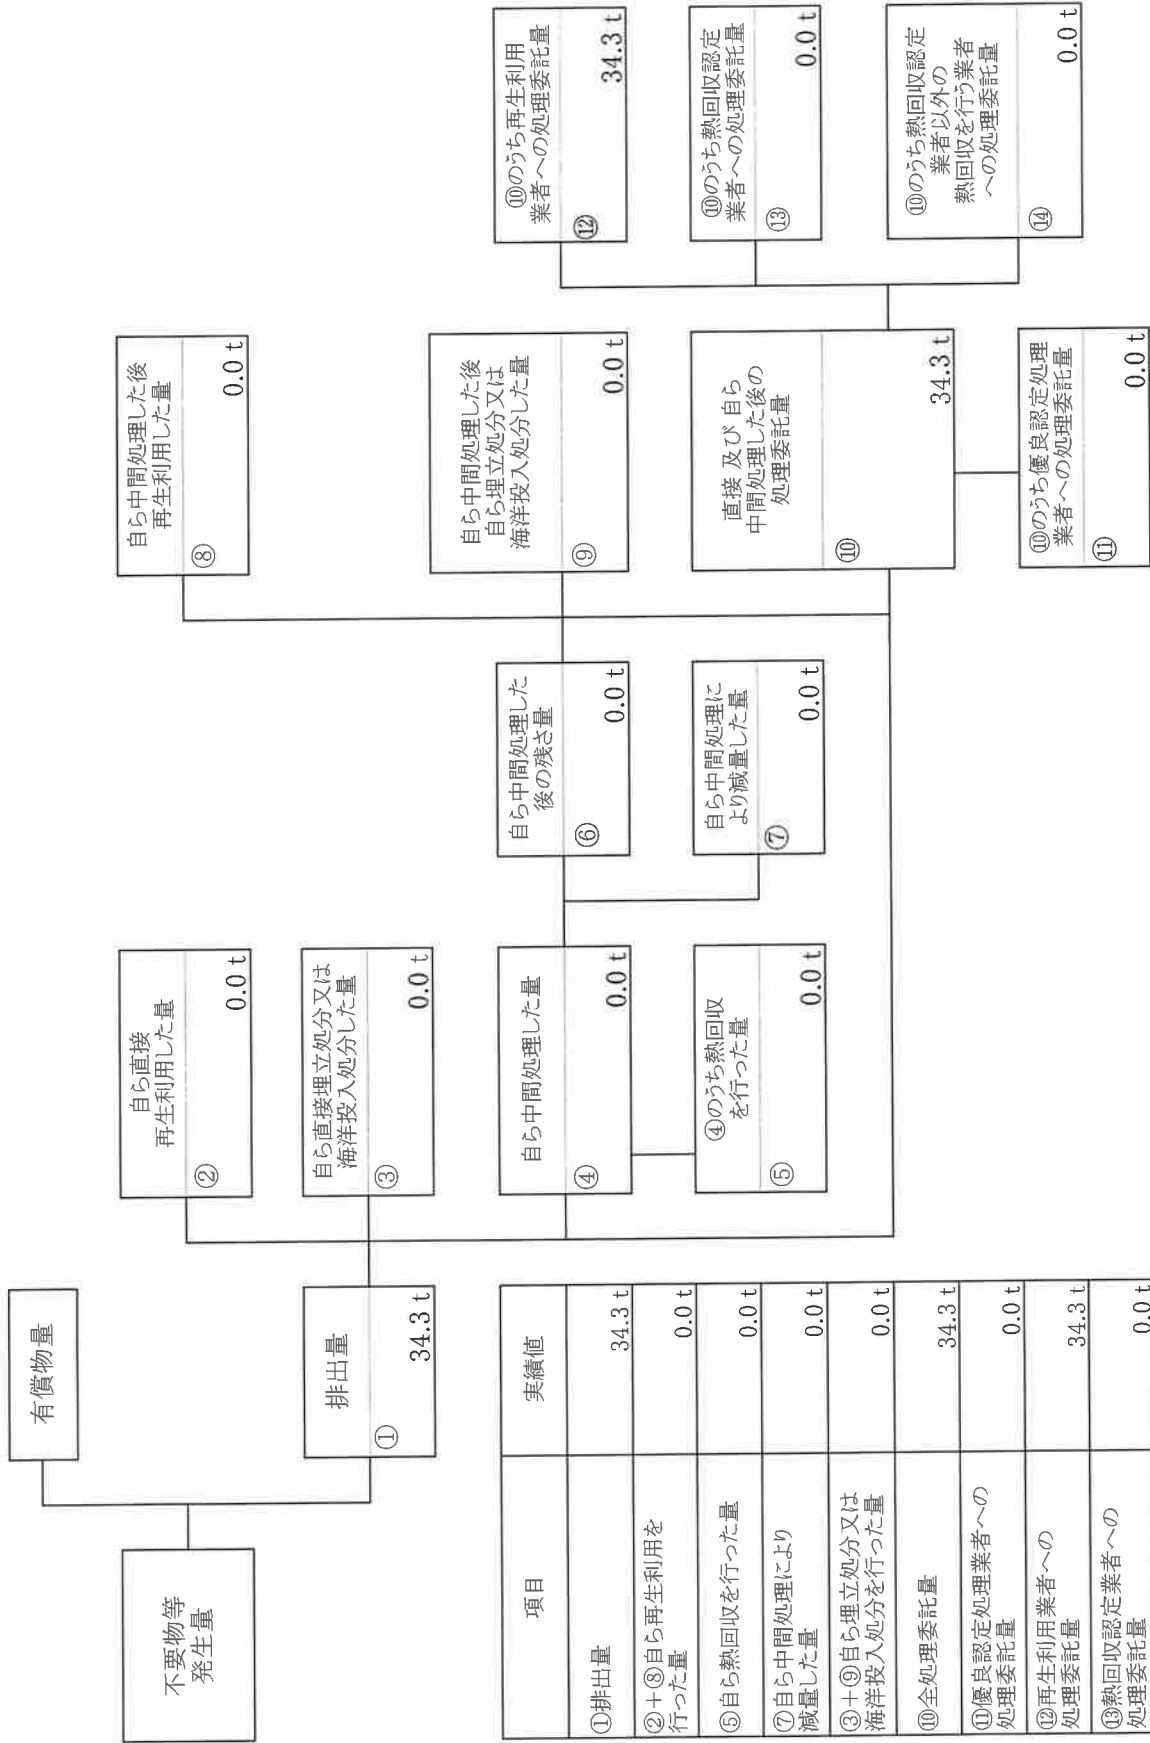 不要物等
発生量
有償物量
排出量
①
34.3 t
自ら直接
再生利用した量
②
0.0 t
自ら直接埋立処分又は
海洋投入処分した量
③
0.0 t
自ら中間処理した量
④
0.0 t
④のうち熱回収
を行った量
⑤
0.0 t
自ら中間処理した
後の残さ量
⑥
0.0 t
自ら中間処理に
より減量した量
⑦
0.0 t
自ら中間処理した後
再生利用した量
⑧
0.0 t
自ら中間処理した後
自ら埋立処分又は
海洋投入処分した量
⑨
0.0 t
直接及び自ら
中間処理した後の
処理委託量
⑩
34.3 t
⑩のうち優良認定処理
業者への処理委託量
⑪
0.0 t
⑩のうち再生利用
業者への処理委託量
⑫
34.3 t
⑩のうち熱回収認定
業者への処理委託量
⑬
0.0 t
⑩のうち熱回収認定
業者以外の
熱回収を行う業者
への処理委託量
⑭
0.0 t
項目 実績値
①排出量 34.3 t
②+⑧自ら再生利用を
行った量 0.0 t
⑤自ら熱回収を行った量 0.0 t
⑦自ら中間処理により
減量した量 0.0 t
③+⑨自ら埋立処分又は
海洋投入処分を行った量 0.0 t
⑩全処理委託量 34.3 t
⑪優良認定処理業者への
処理委託量 0.0 t
⑫再生利用業者への
処理委託量 34.3 t
⑬熱回収認定業者への
処理委託量 0.0 t